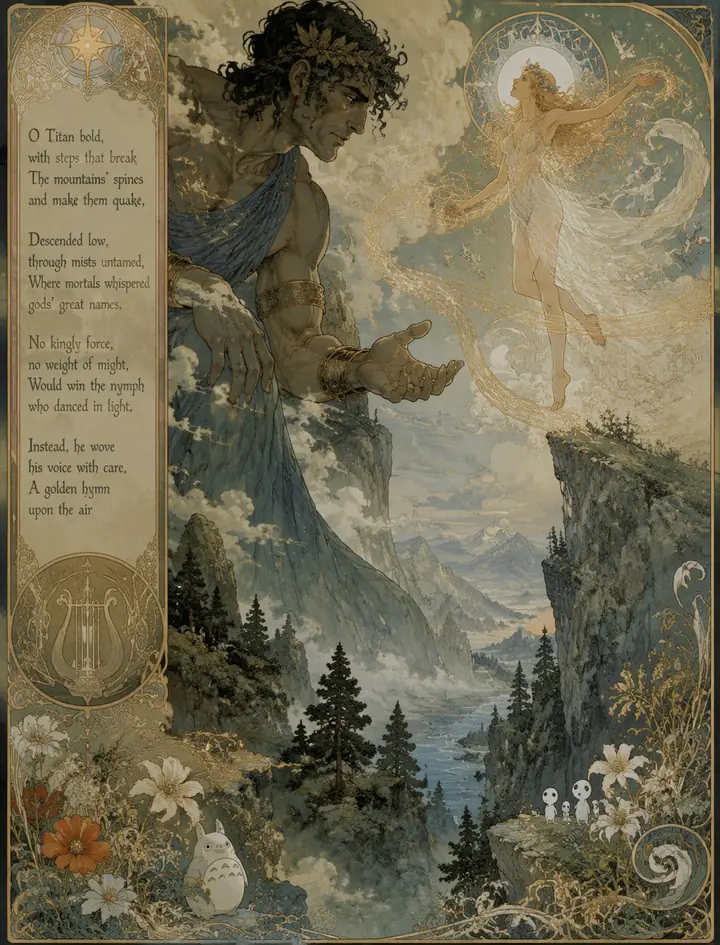 O Titan bold,
with steps that break
The mountains' spines
and make them quake,
Descended low,
through mists untamed,
Where mortals whispered
gods' great names.
No kingly force,
no weight of might,
Would win the nymph
who danced in light.
Instead, he wove
his voice with care,
A golden hymn
upon the air